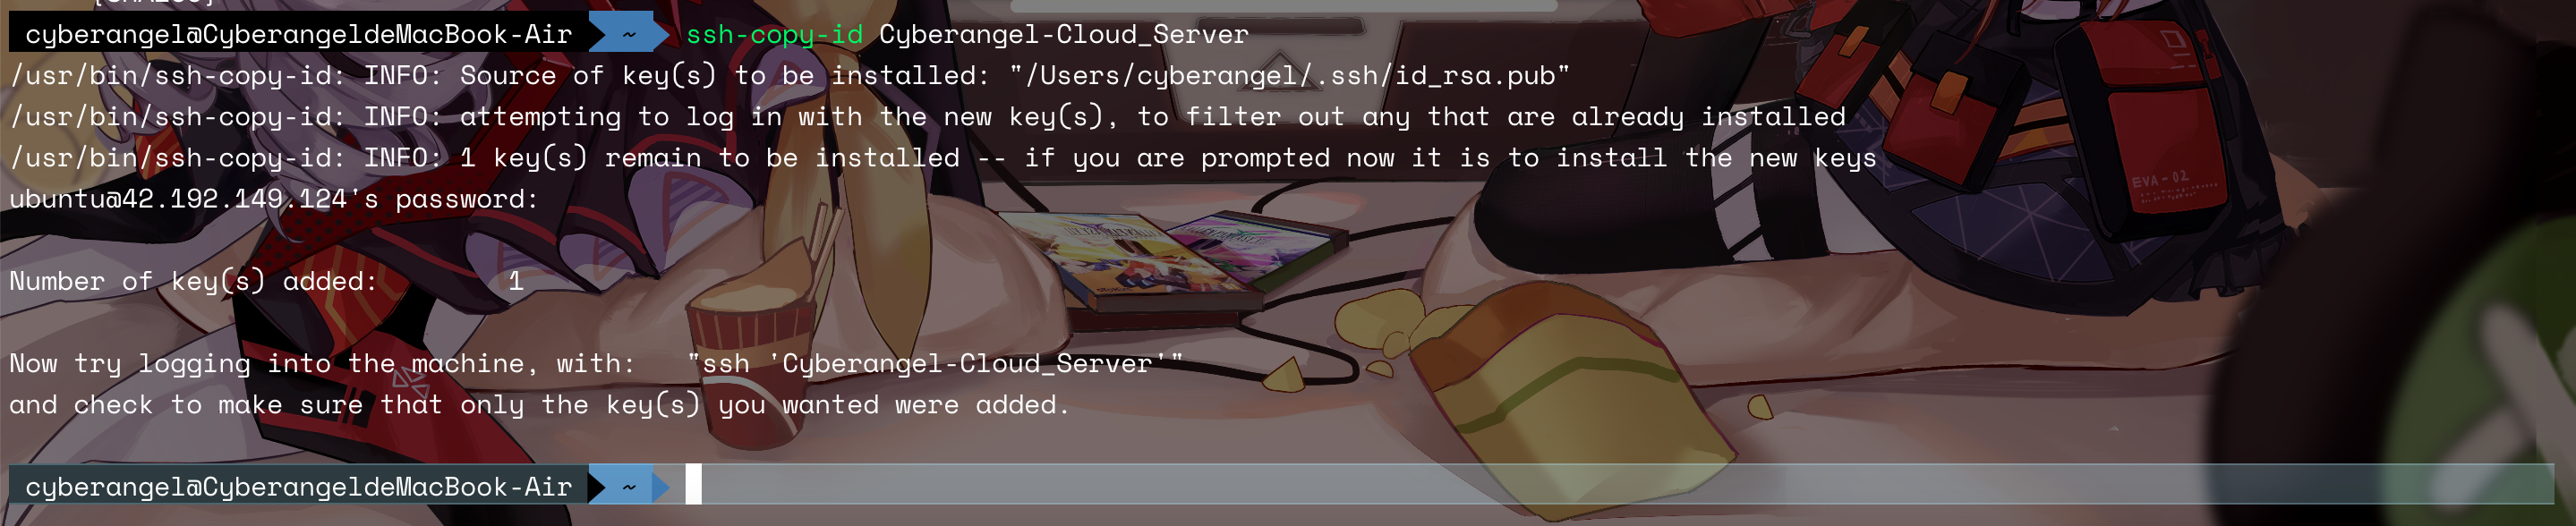 cyberangel@CyberangeldeMacBook-Air ~ ssh-copy-id Cyberangel-Cloud_Server
/usr/bin/ssh-copy-id: INFO: Source of key(s) to be installed: "/Users/cyberangel/.ssh/id_rsa.pub"
/usr/bin/ssh-copy-id: INFO: attempting to log in with the new key(s), to filter out any that are already installed
/usr/bin/ssh-copy-id: INFO: 1 key(s) remain to be installed -- if you are prompted now it is to install the new keys
EVA-02
ubuntu@42.192.149.124's password:
Number of key(s) added: 1
Now try logging into the machine, with: "ssh 'Cyberangel-Cloud_Server'"
and check to make sure that only the key(s) you wanted were added.
cyberangel@CyberangeldeMacBook-Air ~